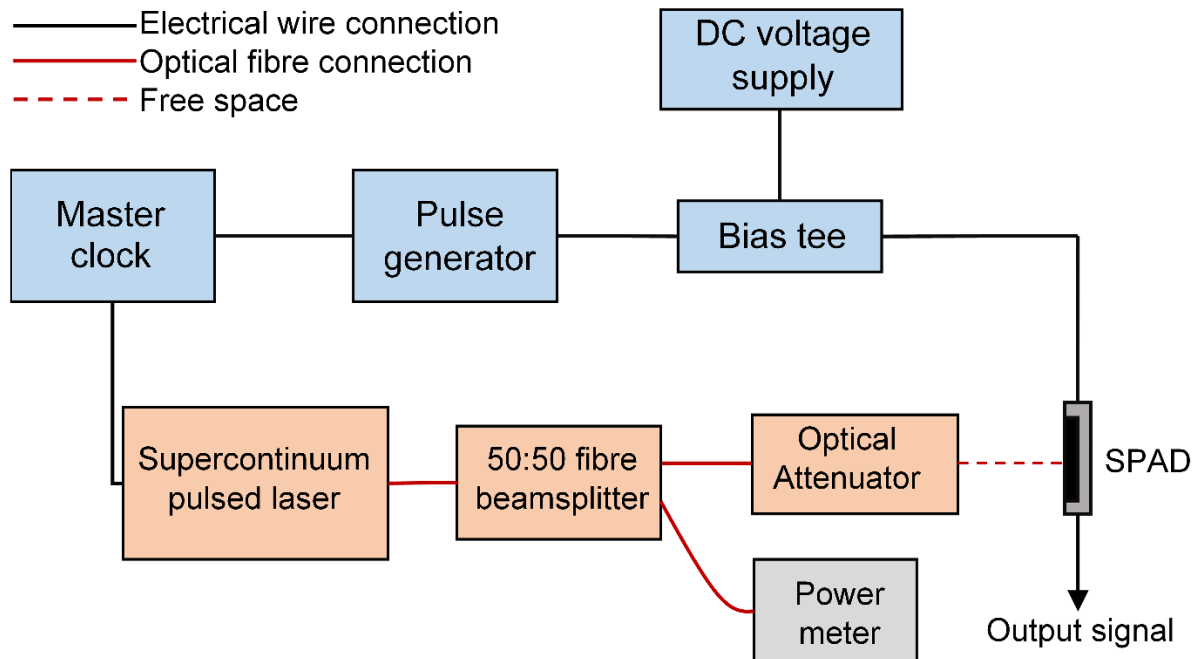 Electrical wire connection
Optical fibre connection
Free space
DC voltage
supply
Master
clock
Pulse
generator
Bias tee
Supercontinuum
pulsed laser
50:50 fibre
beamsplitter
Optical
Attenuator
SPAD
Power
meter
Output signal